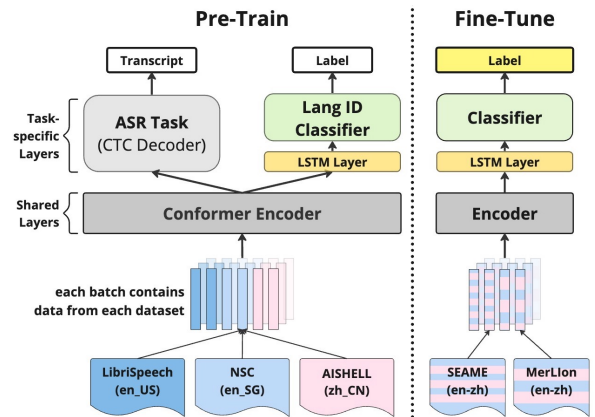 Pre-Train
Fine-Tune
Transcript
Label
Label
Task-
specific
Layers
ASR Task
(CTC Decoder)
Lang ID
Classifier
LSTM Layer
Classifier
LSTM Layer
Shared
Layers
Conformer Encoder
Encoder
each batch contains
data from each dataset
LibriSpeech
(en_US)
NSC
(en_SG)
AISHELL
(zh_CN)
SEAME
(en-zh)
MerLIon
(en-zh)